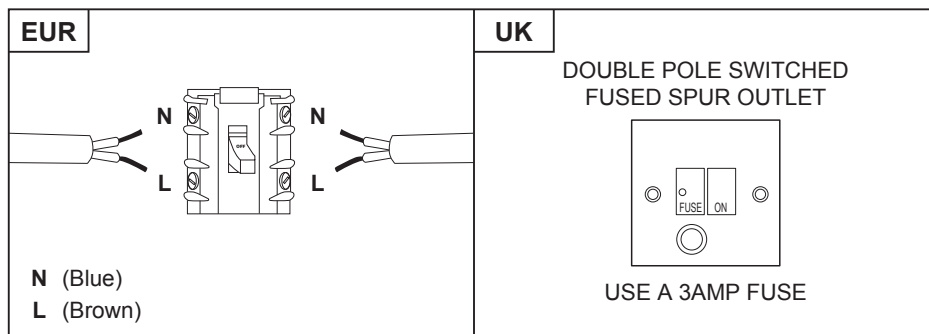 EUR
N
N
OFF
L
L
N (Blue)
L (Brown)
UK
DOUBLE POLE SWITCHED
FUSED SPUR OUTLET
FUSE ON
USE A 3AMP FUSE